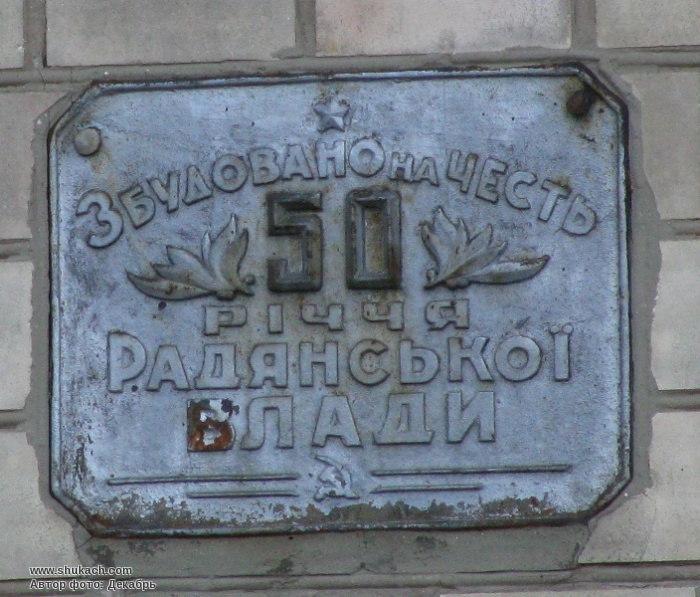 Збудовано на честь
50
річчя
Радянської
Влади
www.shukach.com
Автор фото: Декабрь